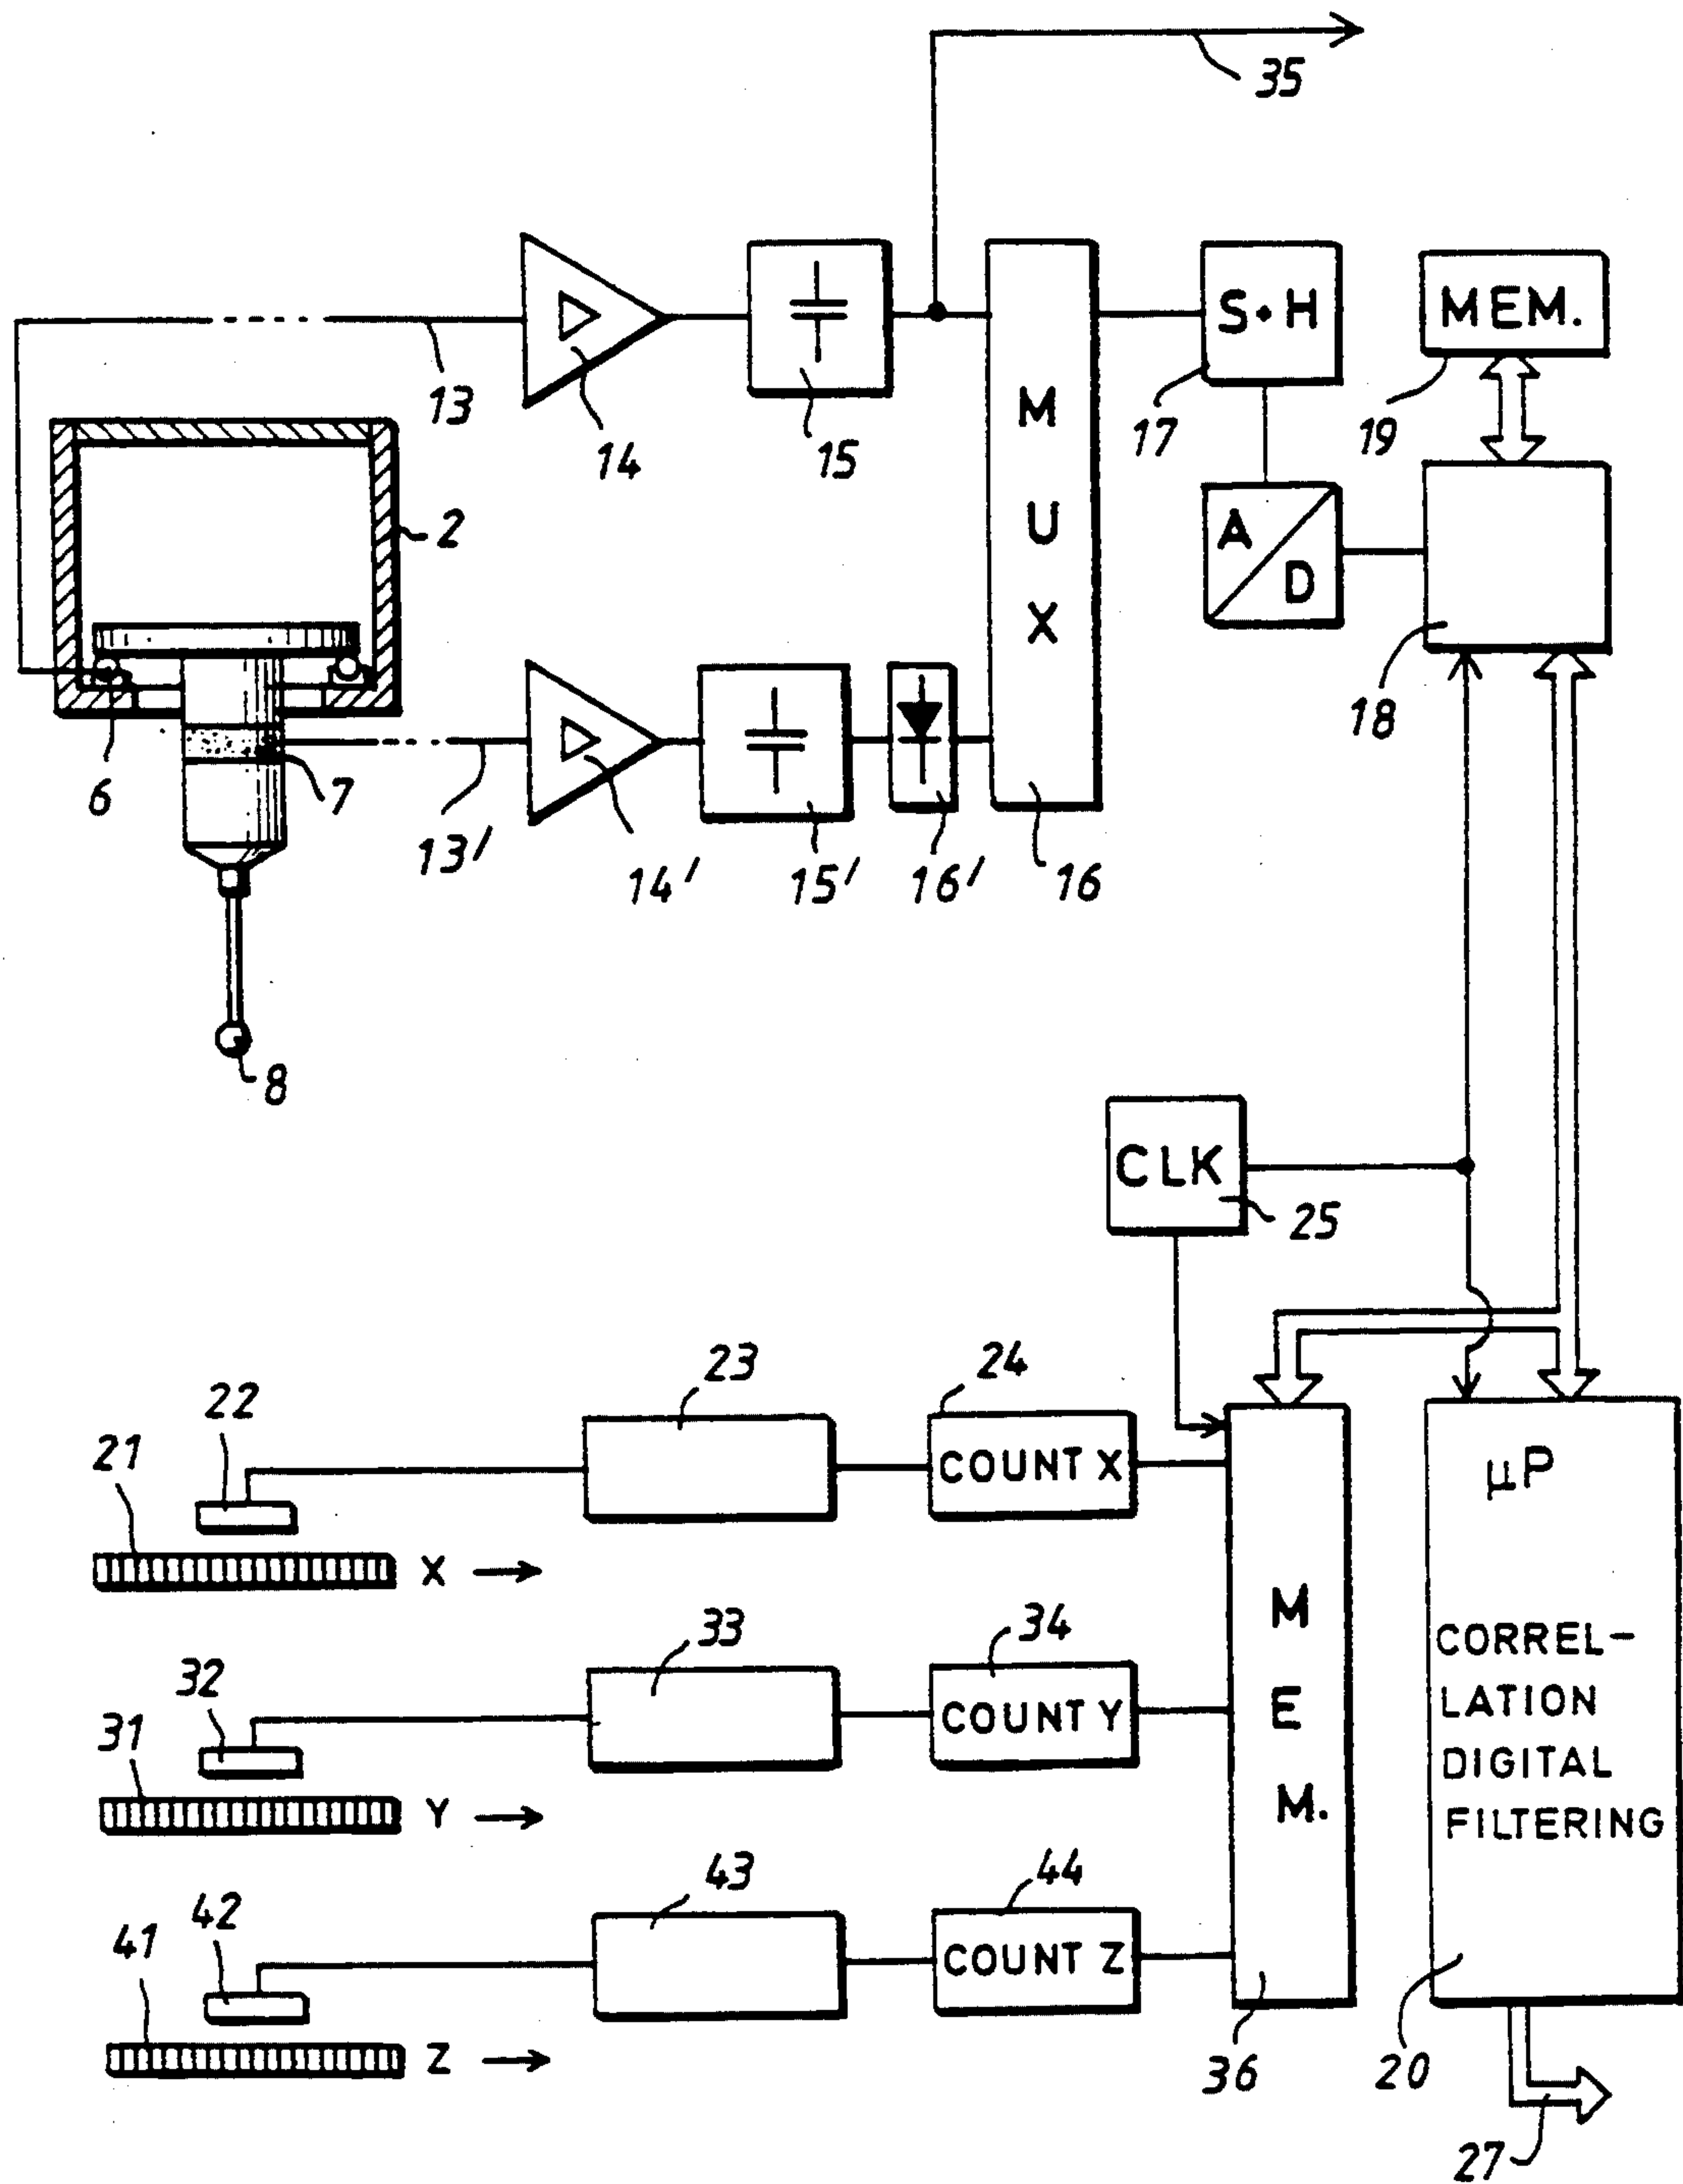 35
S+H
MEM.
13
14
15
17
19
M
U
X
A
D
2
18
6
7
13'
14'
15'
16'
16
8
CLK
25
22
23
24
21
COUNT X
X
µP
32
33
34
31
COUNT Y
Y
M
E
M.
CORREL-
LATION
DIGITAL
FILTERING
42
43
44
41
COUNT Z
Z
36
20
27